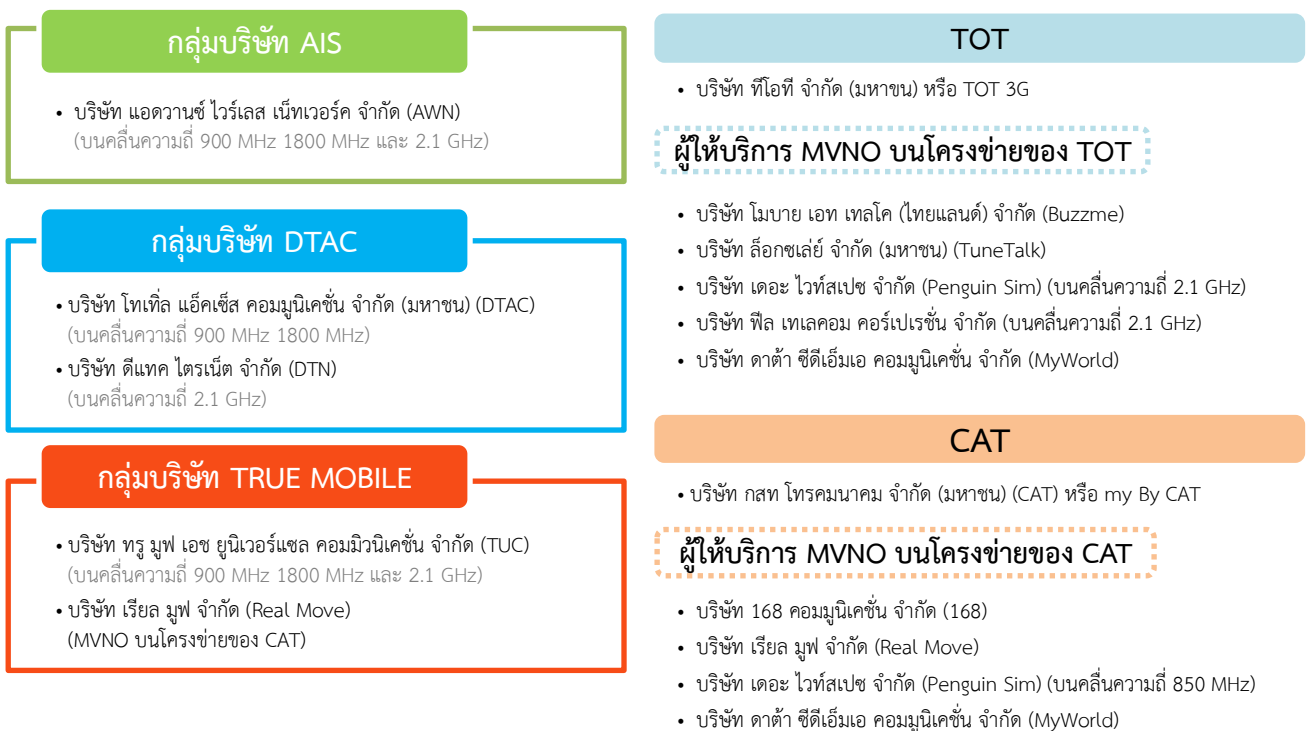 กลุ่มบริษัท AIS
• บริษัท แอดวานซ์ ไวร์เลส เน็ทเวอร์ค จำกัด (AWN)
(บนคลื่นความถี่ 900 MHz 1800 MHz และ 2.1 GHz)
กลุ่มบริษัท DTAC
• บริษัท โทเทิ่ล แอ็คเซ็ส คอมมูนิเคชั่น จำกัด (มหาชน) (DTAC)
(บนคลื่นความถี่ 900 MHz 1800 MHz)
• บริษัท ดีแทค ไตรเน็ต จำกัด (DTN)
(บนคลื่นความถี่ 2.1 GHz)
กลุ่มบริษัท TRUE MOBILE
• บริษัท ทรู มูฟ เอช ยูนิเวอร์แซล คอมมิวนิเคชั่น จำกัด (TUC)
(บนคลื่นความถี่ 900 MHz 1800 MHz และ 2.1 GHz)
• บริษัท เรียล มูฟ จำกัด (Real Move)
(MVNO บนโครงข่ายของ CAT)
TOT
• บริษัท ทีโอที จำกัด (มหาชน) หรือ TOT 3G
ผู้ให้บริการ MVNO บนโครงข่ายของ TOT
• บริษัท โมบาย เอท เทลโค (ไทยแลนด์) จำกัด (Buzzme)
• บริษัท ล็อกซเล่ย์ จำกัด (มหาชน) (TuneTalk)
• บริษัท เดอะ ไวท์สเปซ จำกัด (Penguin Sim) (บนคลื่นความถี่ 2.1 GHz)
• บริษัท ฟีล เทเลคอม คอร์เปเรชั่น จำกัด (บนคลื่นความถี่ 2.1 GHz)
• บริษัท ดาต้า ซีดีเอ็มเอ คอมมูนิเคชั่น จำกัด (MyWorld)
CAT
• บริษัท กสท โทรคมนาคม จำกัด (มหาชน) (CAT) หรือ my By CAT
ผู้ให้บริการ MVNO บนโครงข่ายของ CAT
• บริษัท 168 คอมมูนิเคชั่น จำกัด (168)
• บริษัท เรียล มูฟ จำกัด (Real Move)
• บริษัท เดอะ ไวท์สเปซ จำกัด (Penguin Sim) (บนคลื่นความถี่ 850 MHz)
• บริษัท ดาต้า ซีดีเอ็มเอ คอมมูนิเคชั่น จำกัด (MyWorld)